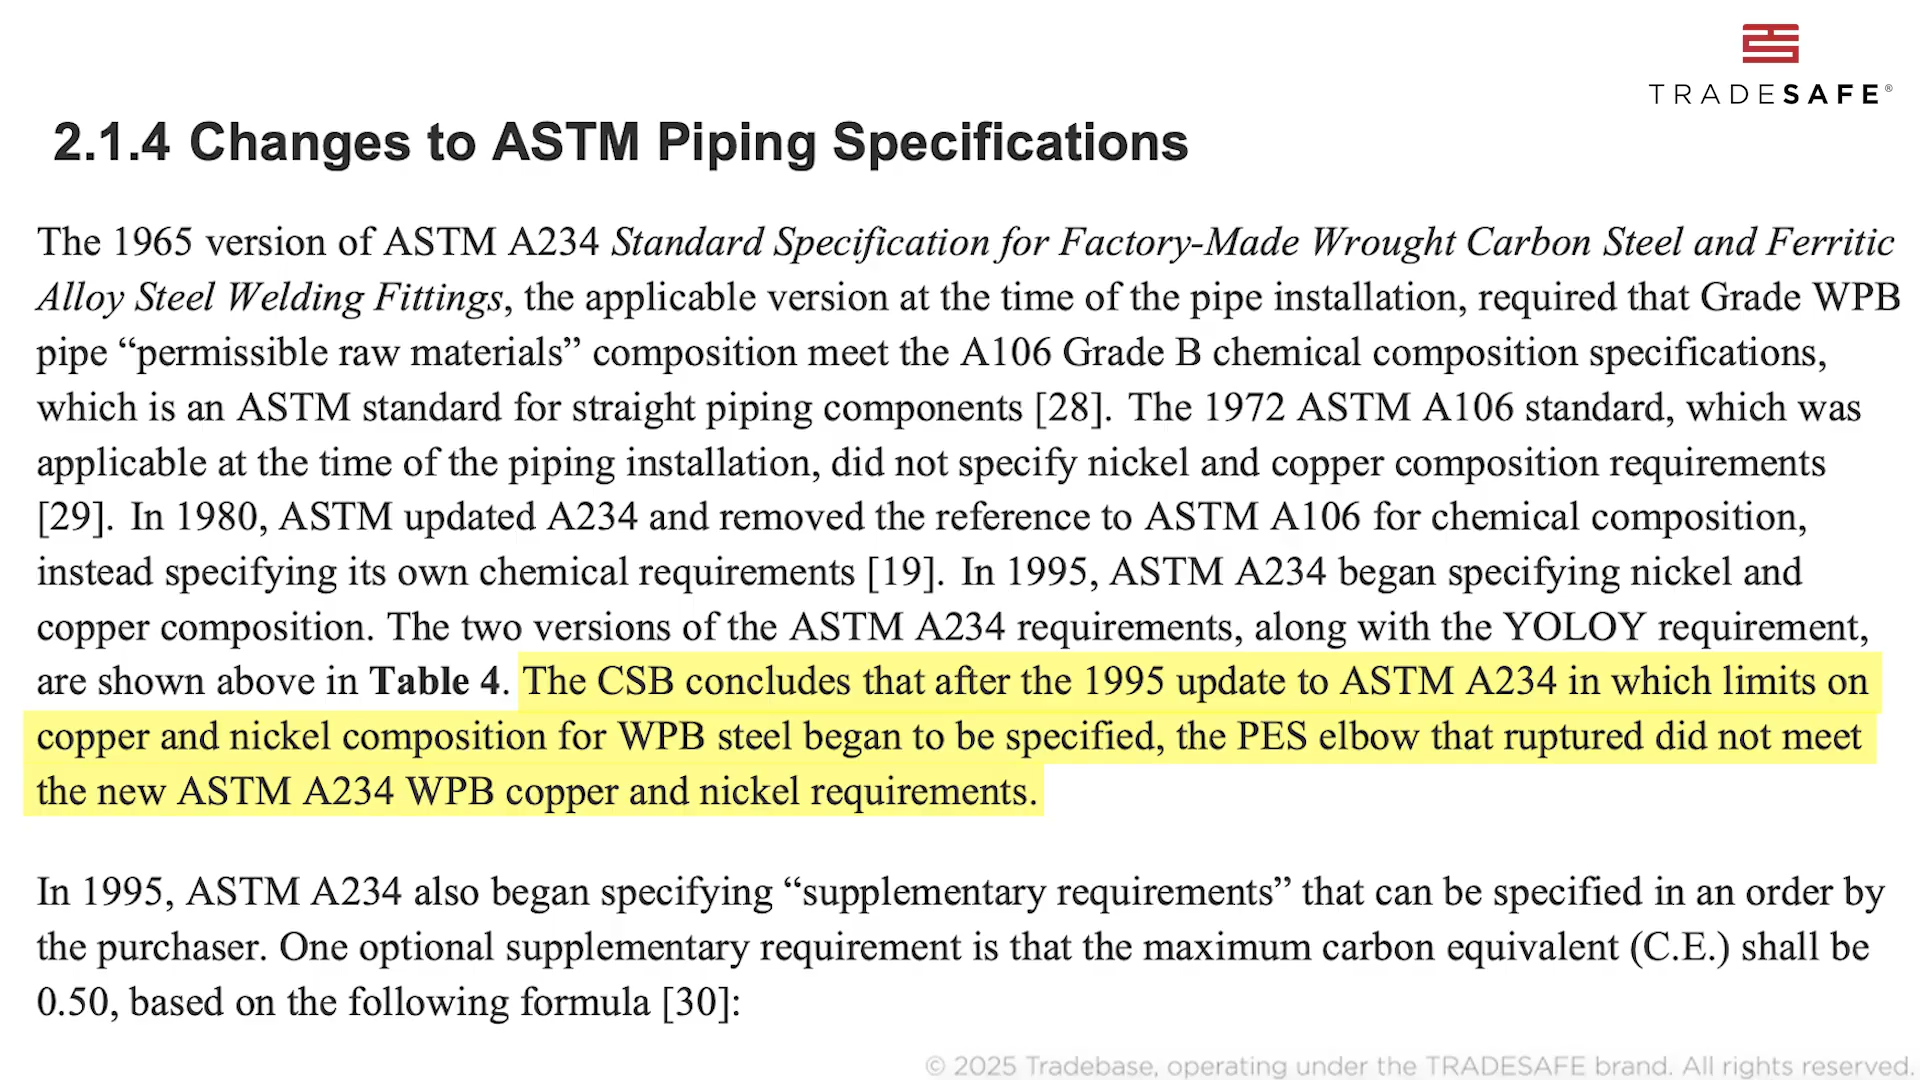 TRADESAFE®
2.1.4 Changes to ASTM Piping Specifications
The 1965 version of ASTM A234 Standard Specification for Factory-Made Wrought Carbon Steel and Ferritic
Alloy Steel Welding Fittings, the applicable version at the time of the pipe installation, required that Grade WPB
pipe “permissible raw materials” composition meet the A106 Grade B chemical composition specifications,
which is an ASTM standard for straight piping components [28]. The 1972 ASTM A106 standard, which was
applicable at the time of the piping installation, did not specify nickel and copper composition requirements
[29]. In 1980, ASTM updated A234 and removed the reference to ASTM A106 for chemical composition,
instead specifying its own chemical requirements [19]. In 1995, ASTM A234 began specifying nickel and
copper composition. The two versions of the ASTM A234 requirements, along with the YOLOY requirement,
are shown above in Table 4. The CSB concludes that after the 1995 update to ASTM A234 in which limits on
copper and nickel composition for WPB steel began to be specified, the PES elbow that ruptured did not meet
the new ASTM A234 WPB copper and nickel requirements.
In 1995, ASTM A234 also began specifying “supplementary requirements” that can be specified in an order by
the purchaser. One optional supplementary requirement is that the maximum carbon equivalent (C.E.) shall be
0.50, based on the following formula [30]:
© 2025 Tradebase, operating under the TRADESAFE brand. All rights reserved.